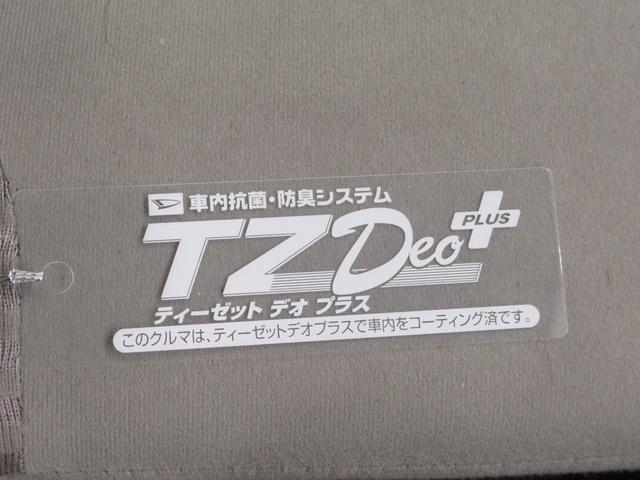 車内抗菌・防臭システム
TZ Deo PLUS
ティーゼット デオ プラス
このクルマは、ティーゼットデオプラスで車内をコーティング済です。